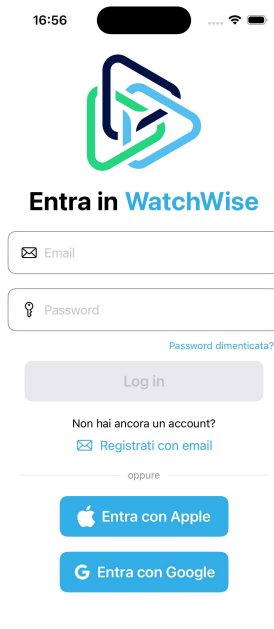 16:56
Entra in WatchWise
Email
Password
Password dimenticata?
Log in
Non hai ancora un account?
Registrati con email
oppure
Entra con Apple
Entra con Google